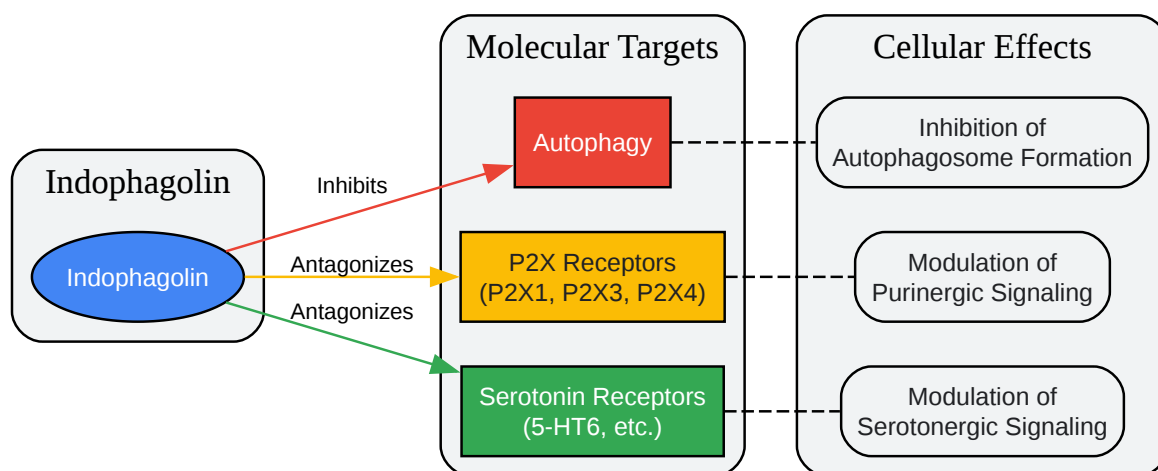 Indophagolin
Indophagolin
Inhibits
Antagonizes
Antagonizes
Molecular Targets
Autophagy
P2X Receptors
(P2X1, P2X3, P2X4)
Serotonin Receptors
(5-HT6, etc.)
Cellular Effects
Inhibition of
Autophagosome Formation
Modulation of
Purinergic Signaling
Modulation of
Serotonergic Signaling